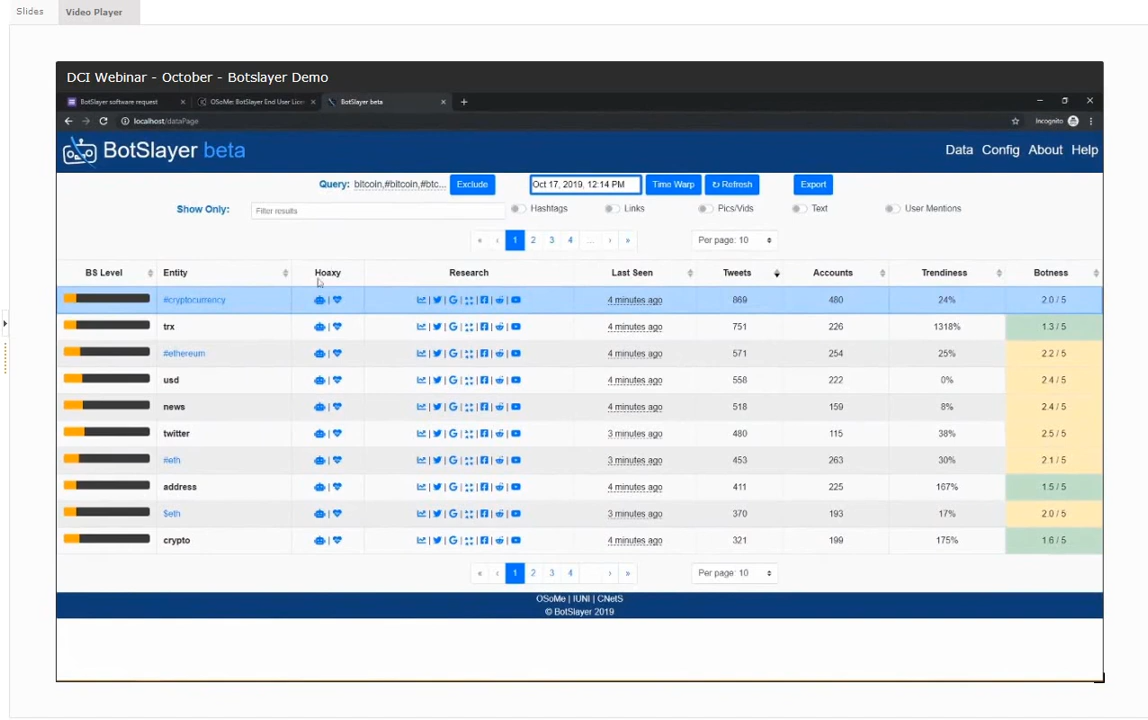 Slides Video Player
DCI Webinar - October - Botslayer Demo
BotSlayer software request OSoMe: BotSlayer End User Licen BotSlayer beta
localhost/dataPage Incognito
BotSlayer beta Data Config About Help
Query: bitcoin,#bitcoin,#btc... Exclude Oct 17, 2019, 12:14 PM Time Warp Refresh Export
Show Only: Filter results Hashtags Links Pics/Vids Text User Mentions
« ‹ 1 2 3 4 ... › » Per page: 10
BS Level Entity Hoaxy Research Last Seen Tweets Accounts Trendiness Botness
#cryptocurrency 4 minutes ago 869 480 24% 2.0 / 5
trx 4 minutes ago 751 226 1318% 1.3 / 5
#ethereum 4 minutes ago 571 254 25% 2.2 / 5
usd 4 minutes ago 558 222 0% 2.4 / 5
news 4 minutes ago 518 159 8% 2.4 / 5
twitter 3 minutes ago 480 115 38% 2.5 / 5
#eth 3 minutes ago 453 263 30% 2.1 / 5
address 4 minutes ago 411 225 167% 1.5 / 5
$eth 3 minutes ago 370 193 17% 2.0 / 5
crypto 4 minutes ago 321 199 175% 1.6 / 5
« ‹ 1 2 3 4 › » Per page: 10
OSoMe | IUNI | CNetS
© BotSlayer 2019